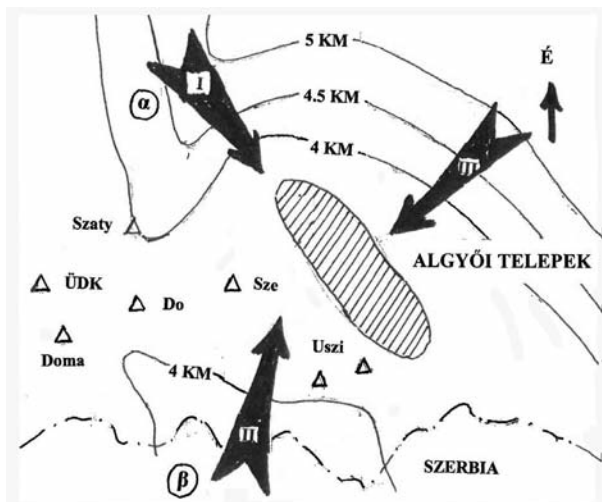 5 KM
É
I
α
4.5 KM
4 KM
III
Szaty
ALGYŐI TELEPEK
ÜDK
Sze
Do
Doma
Uszi
4 KM
II
β
SZERBIA